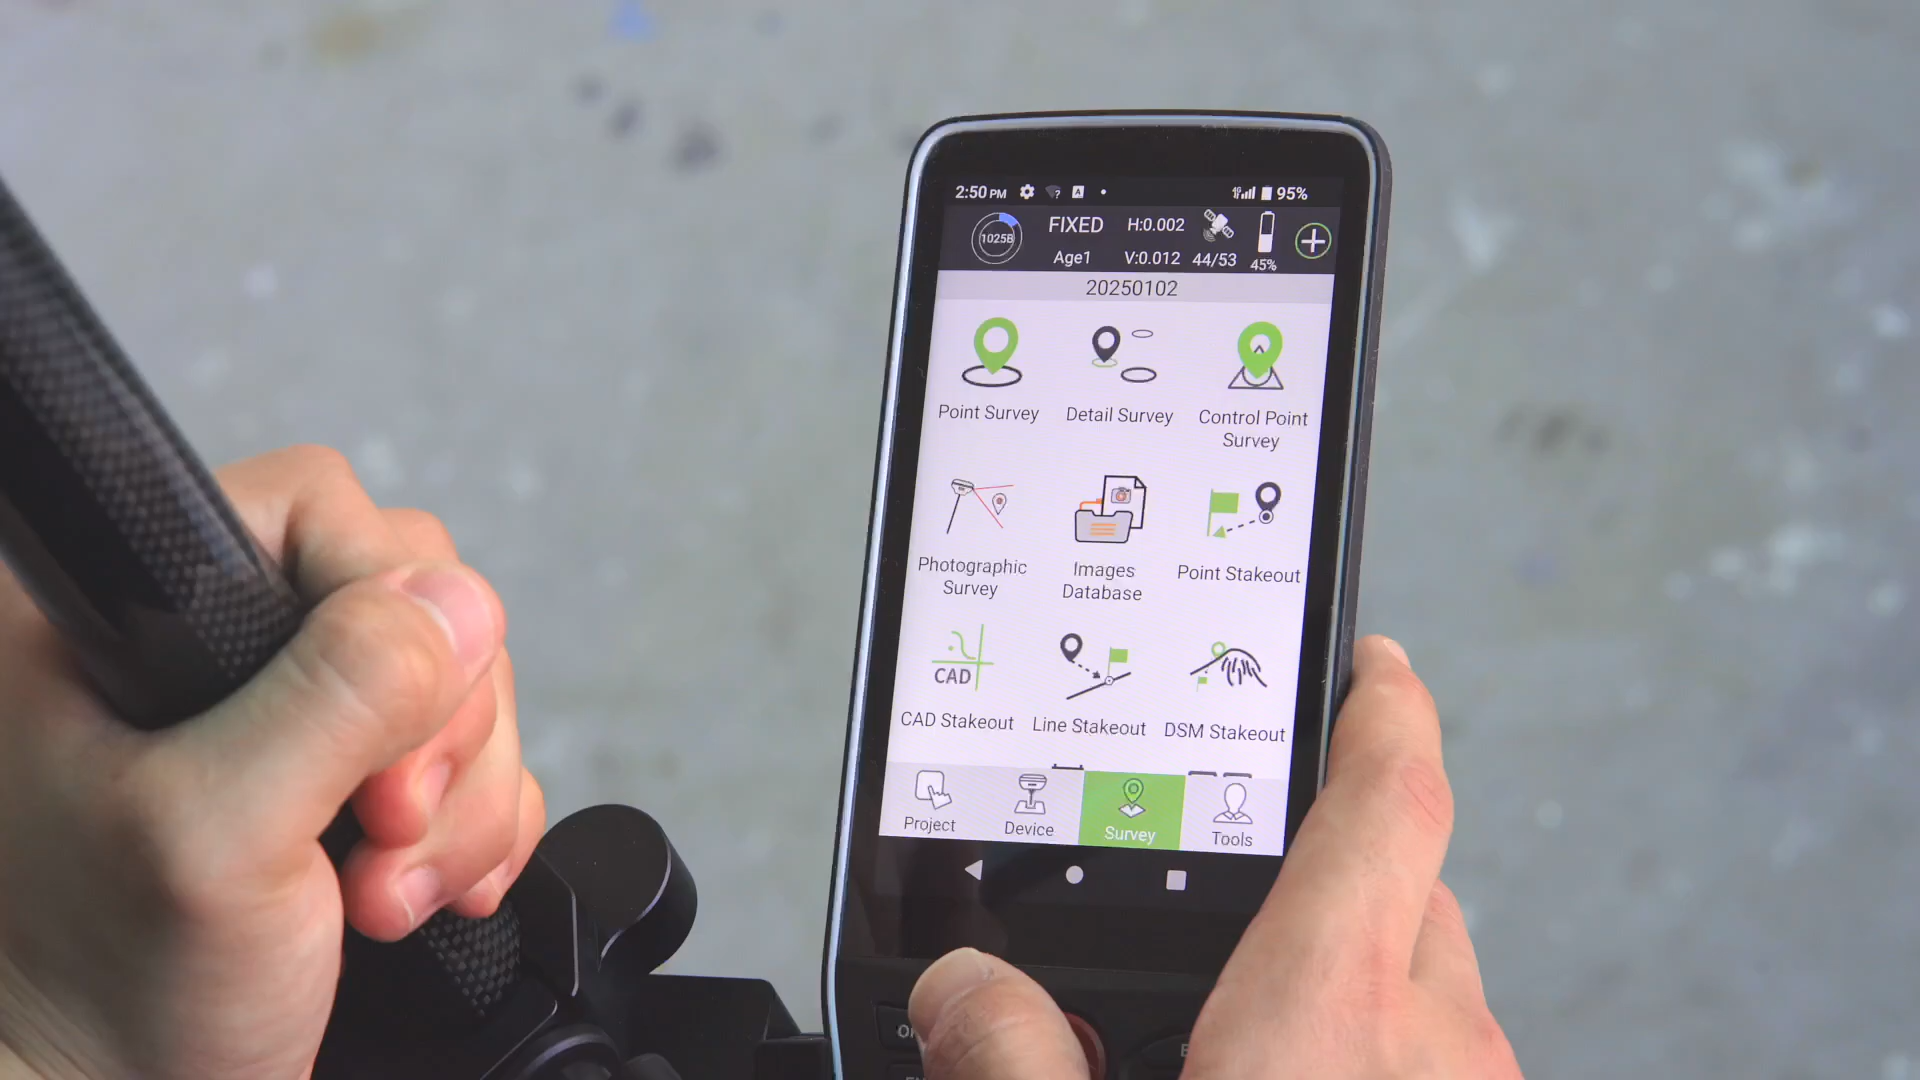 2:50 PM 95%
1025B FIXED H:0.002
Age1 V:0.012 44/53 45%
20250102
Point Survey Detail Survey Control Point
Survey
Photographic
Survey
Images
Database
Point Stakeout
CAD
CAD Stakeout Line Stakeout DSM Stakeout
Project Device Survey Tools